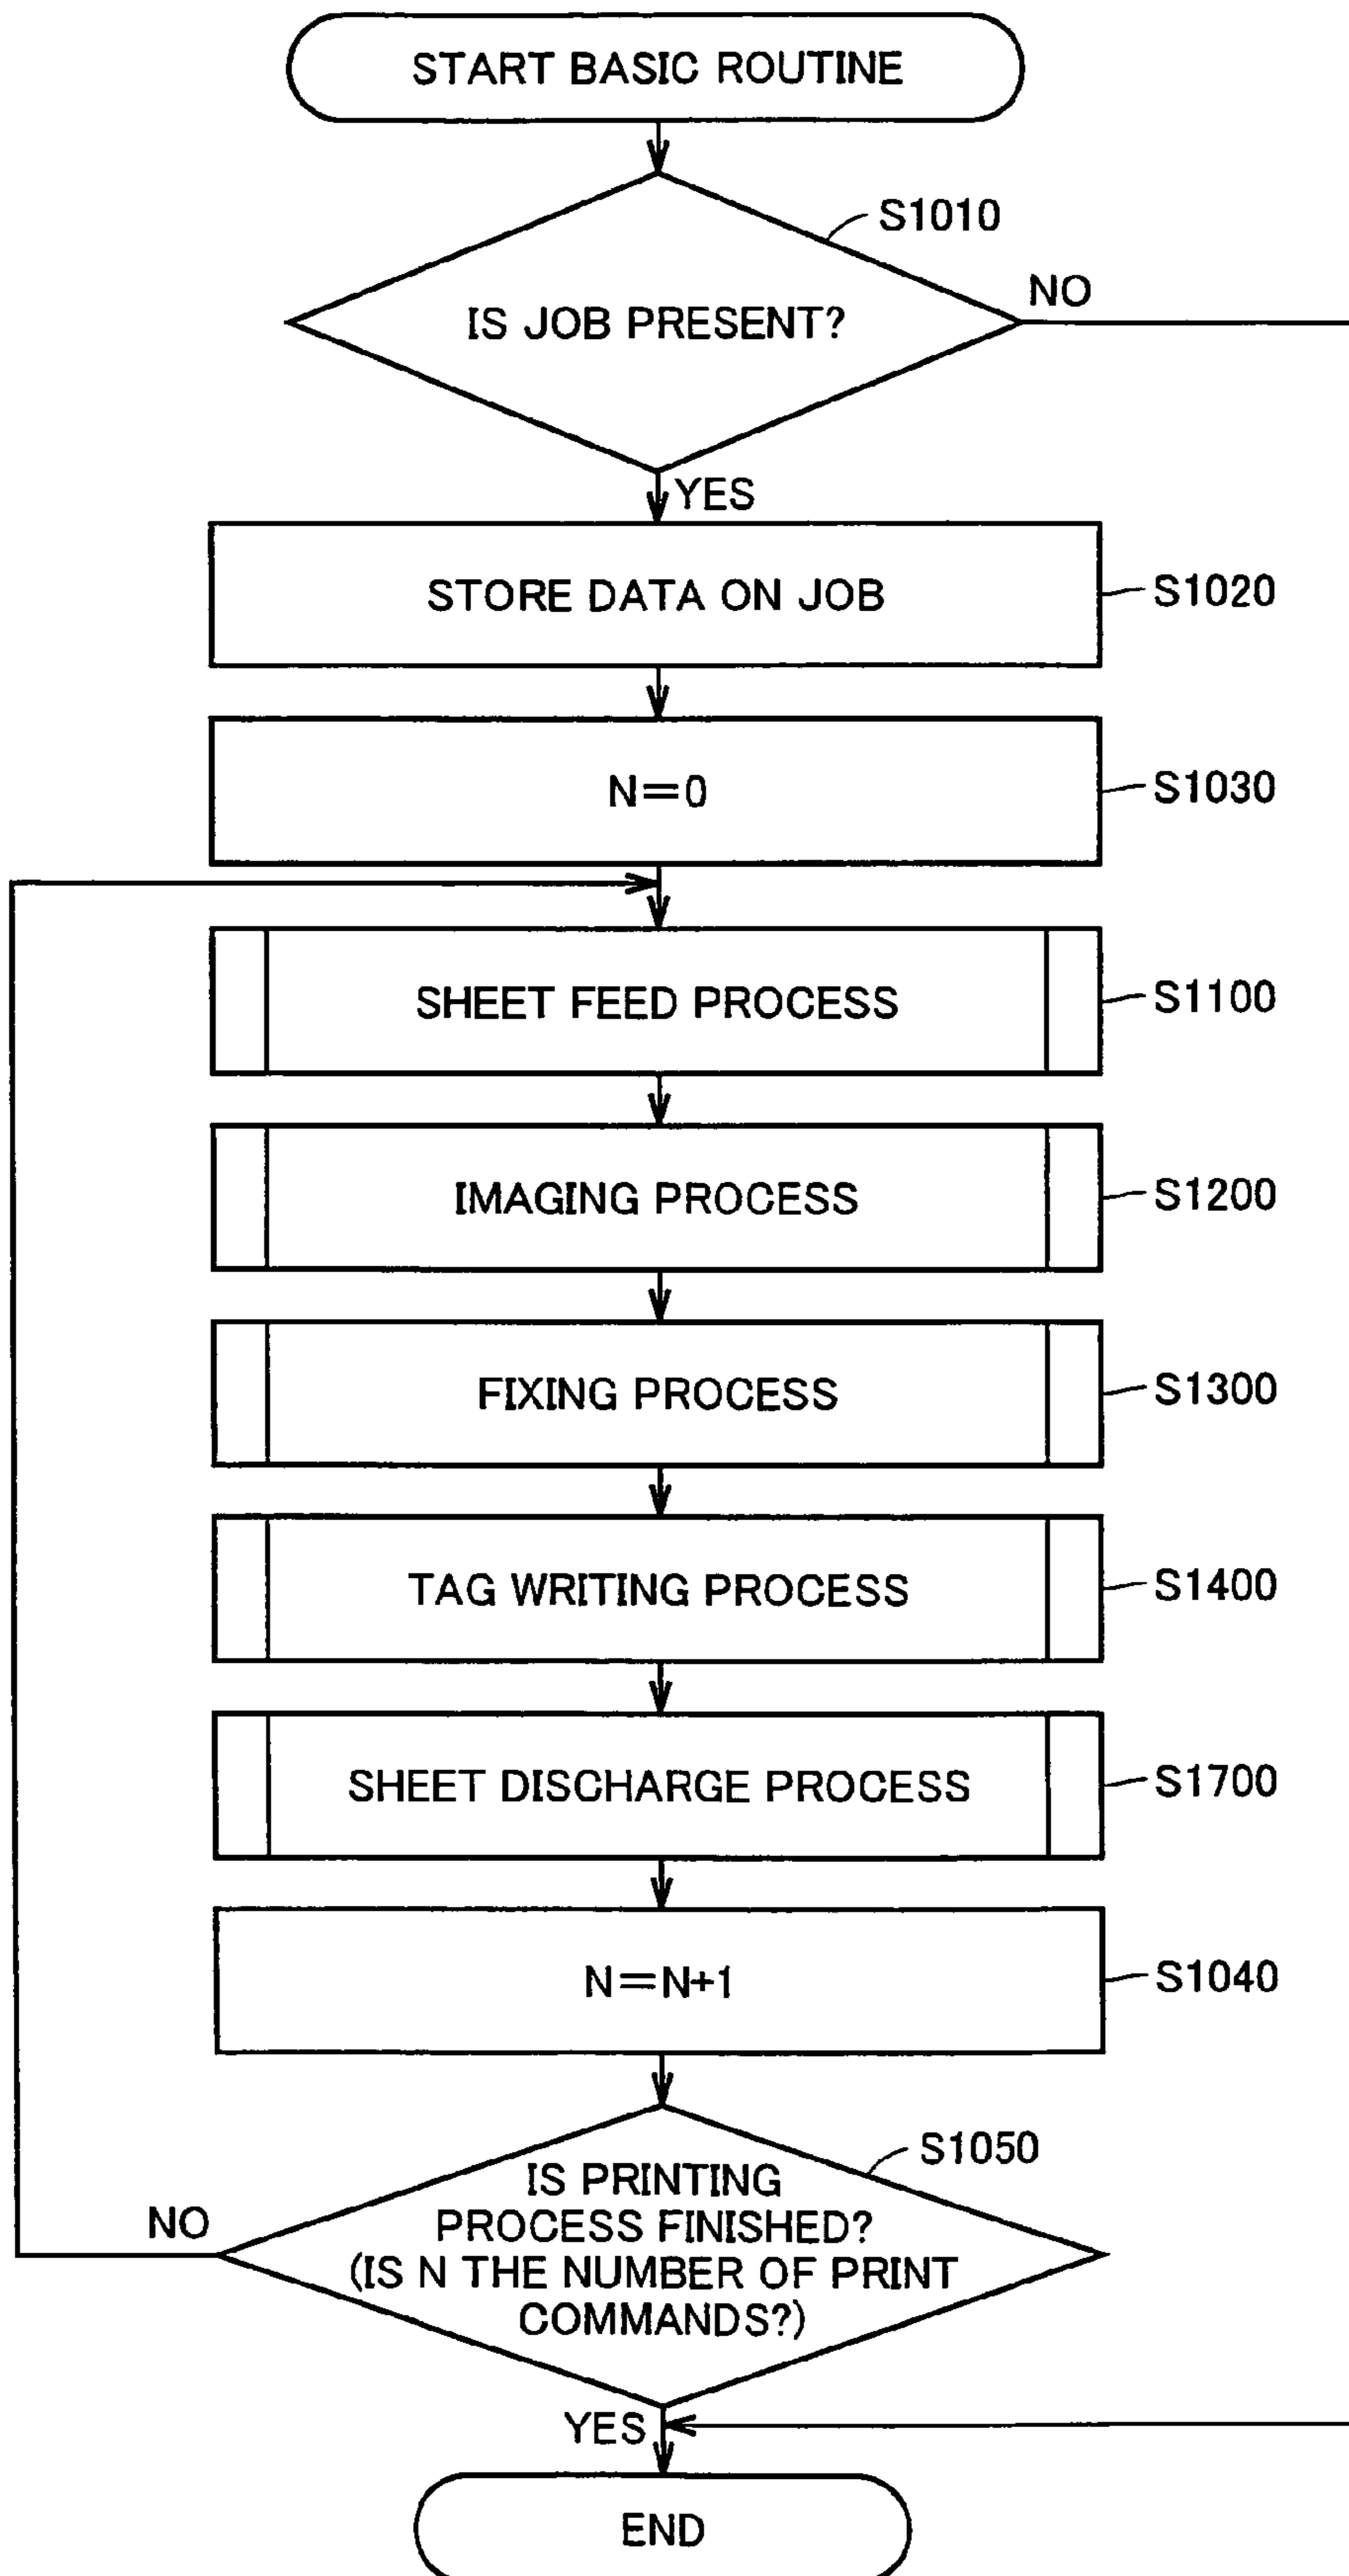 START BASIC ROUTINE
S1010
IS JOB PRESENT?
NO
YES
STORE DATA ON JOB
S1020
N=0
S1030
SHEET FEED PROCESS
S1100
IMAGING PROCESS
S1200
FIXING PROCESS
S1300
TAG WRITING PROCESS
S1400
SHEET DISCHARGE PROCESS
S1700
N=N+1
S1040
S1050
IS PRINTING
PROCESS FINISHED?
(IS N THE NUMBER OF PRINT
COMMANDS?)
NO
YES
END